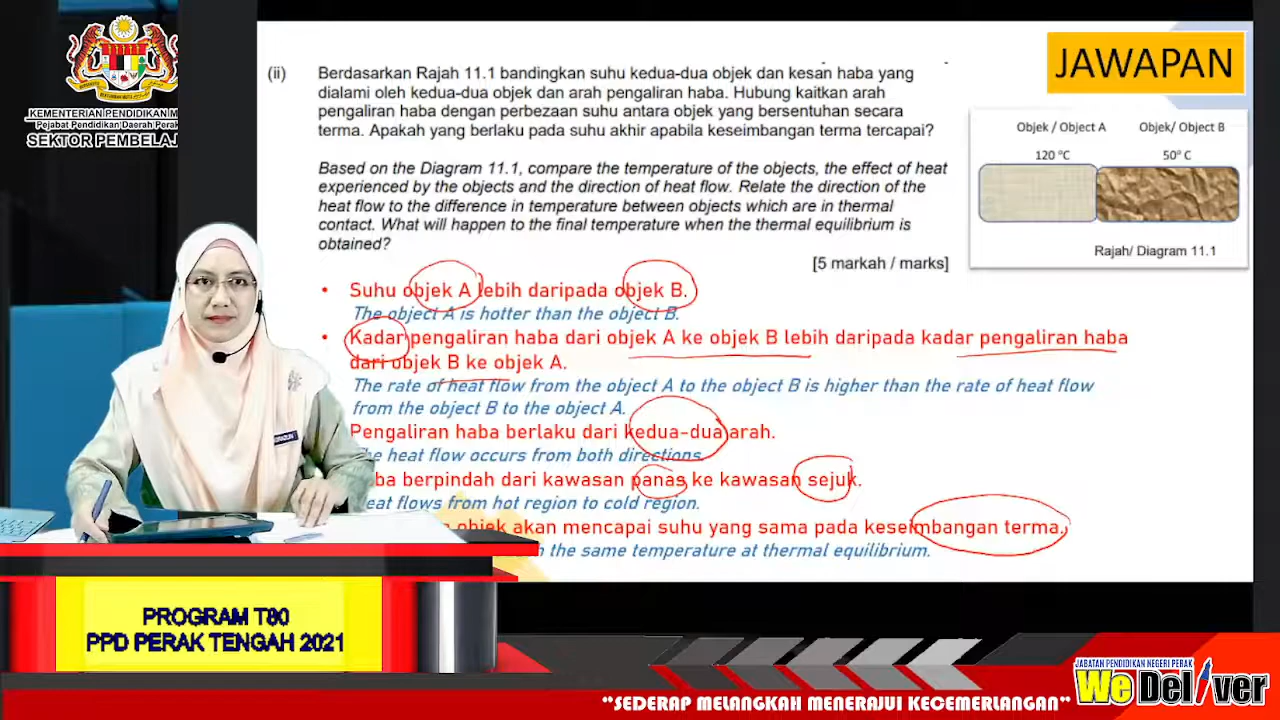 KEMENTERIAN PENDIDIKAN M
Pejabat Pendidikan Daerah Perak
SEKTOR PEMBELAJ
JAWAPAN
(ii) Berdasarkan Rajah 11.1 bandingkan suhu kedua-dua objek dan kesan haba yang
dialami oleh kedua-dua objek dan arah pengaliran haba. Hubung kaitkan arah
pengaliran haba dengan perbezaan suhu antara objek yang bersentuhan secara
terma. Apakah yang berlaku pada suhu akhir apabila keseimbangan terma tercapai?
Based on the Diagram 11.1, compare the temperature of the objects, the effect of heat
experienced by the objects and the direction of heat flow. Relate the direction of the
heat flow to the difference in temperature between objects which are in thermal
contact. What will happen to the final temperature when the thermal equilibrium is
obtained?
[5 markah / marks]
Objek / Object A Objek/ Object B
120 °C 50° C
Rajah/ Diagram 11.1
• Suhu objek A lebih daripada objek B.
The object A is hotter than the object B.
• Kadar pengaliran haba dari objek A ke objek B lebih daripada kadar pengaliran haba
dari objek B ke objek A.
The rate of heat flow from the object A to the object B is higher than the rate of heat flow
from the object B to the object A.
Pengaliran haba berlaku dari kedua-dua arah.
he heat flow occurs from both directions.
ba berpindah dari kawasan panas ke kawasan sejuk.
eat flows from hot region to cold region.
objek akan mencapai suhu yang sama pada keseimbangan terma.
the same temperature at thermal equilibrium.
PROGRAM T80
PPD PERAK TENGAH 2021
JABATAN PENDIDIKAN NEGERI PERAK
We Deliver
"SEDERAP MELANGKAH MENERAJUI KECEMERLANGAN"